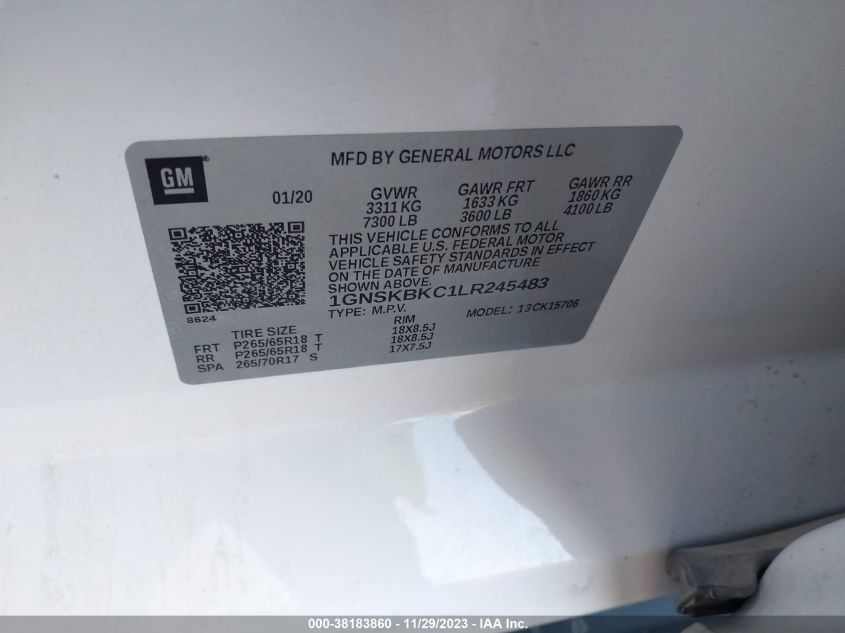 GM®
MFD BY GENERAL MOTORS LLC
01/20
GVWR
3311 KG
7300 LB
GAWR FRT
1633 KG
3600 LB
GAWR RR
1860 KG
4100 LB
THIS VEHICLE CONFORMS TO ALL
APPLICABLE U.S. FEDERAL MOTOR
VEHICLE SAFETY STANDARDS IN EFFECT
ON THE DATE OF MANUFACTURE
SHOWN ABOVE.
1GNSKBKC1LR245483
TYPE: M.P.V.
MODEL: 13CK15706
8624
TIRE SIZE RIM
FRT P265/65R18 T 18X8.5J
RR P265/65R18 T 18X8.5J
SPA 265/70R17 S 17X7.5J
000-38183860 - 11/29/2023 - IAA Inc.